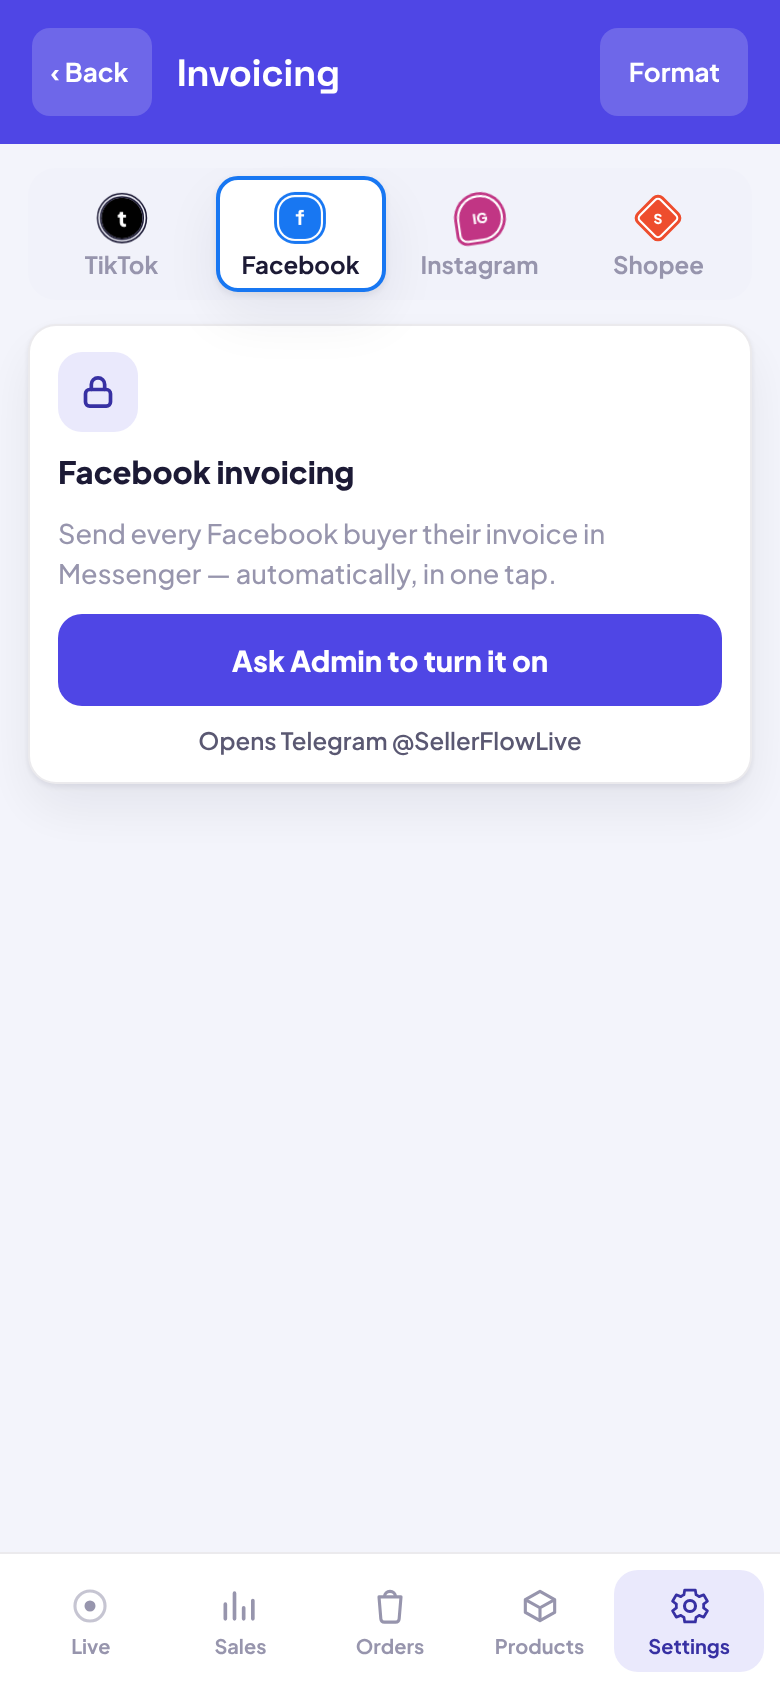 ‹ Back
Invoicing
Format
t
f
IG
S
TikTok
Facebook
Instagram
Shopee
Facebook invoicing
Send every Facebook buyer their invoice in
Messenger — automatically, in one tap.
Ask Admin to turn it on
Opens Telegram @SellerFlowLive
Live
Sales
Orders
Products
Settings